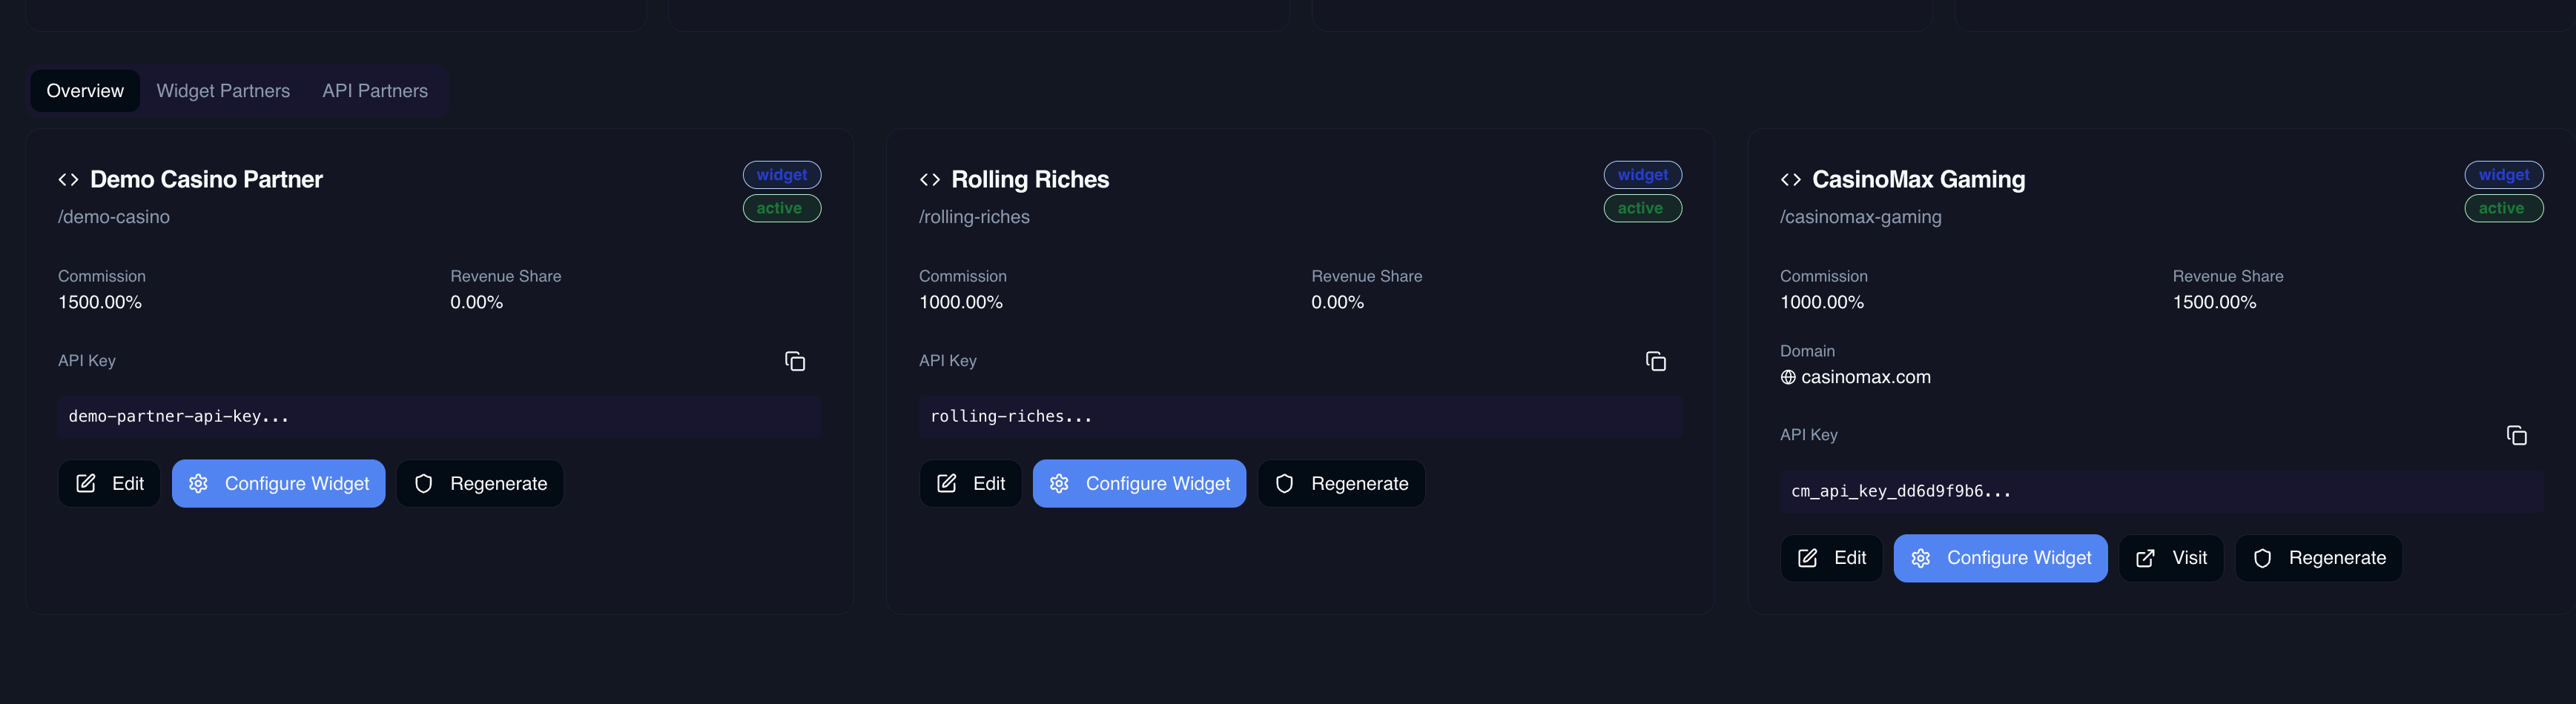 Overview Widget Partners API Partners
Demo Casino Partner
widget
/demo-casino
active
Commission
1500.00%
Revenue Share
0.00%
API Key
demo-partner-api-key...
Edit Configure Widget Regenerate
Rolling Riches
widget
/rolling-riches
active
Commission
1000.00%
Revenue Share
0.00%
API Key
rolling-riches...
Edit Configure Widget Regenerate
CasinoMax Gaming
widget
/casinomax-gaming
active
Commission
1000.00%
Revenue Share
1500.00%
Domain
casinomax.com
API Key
cm_api_key_dd6d9f9b6...
Edit Configure Widget Visit Regenerate